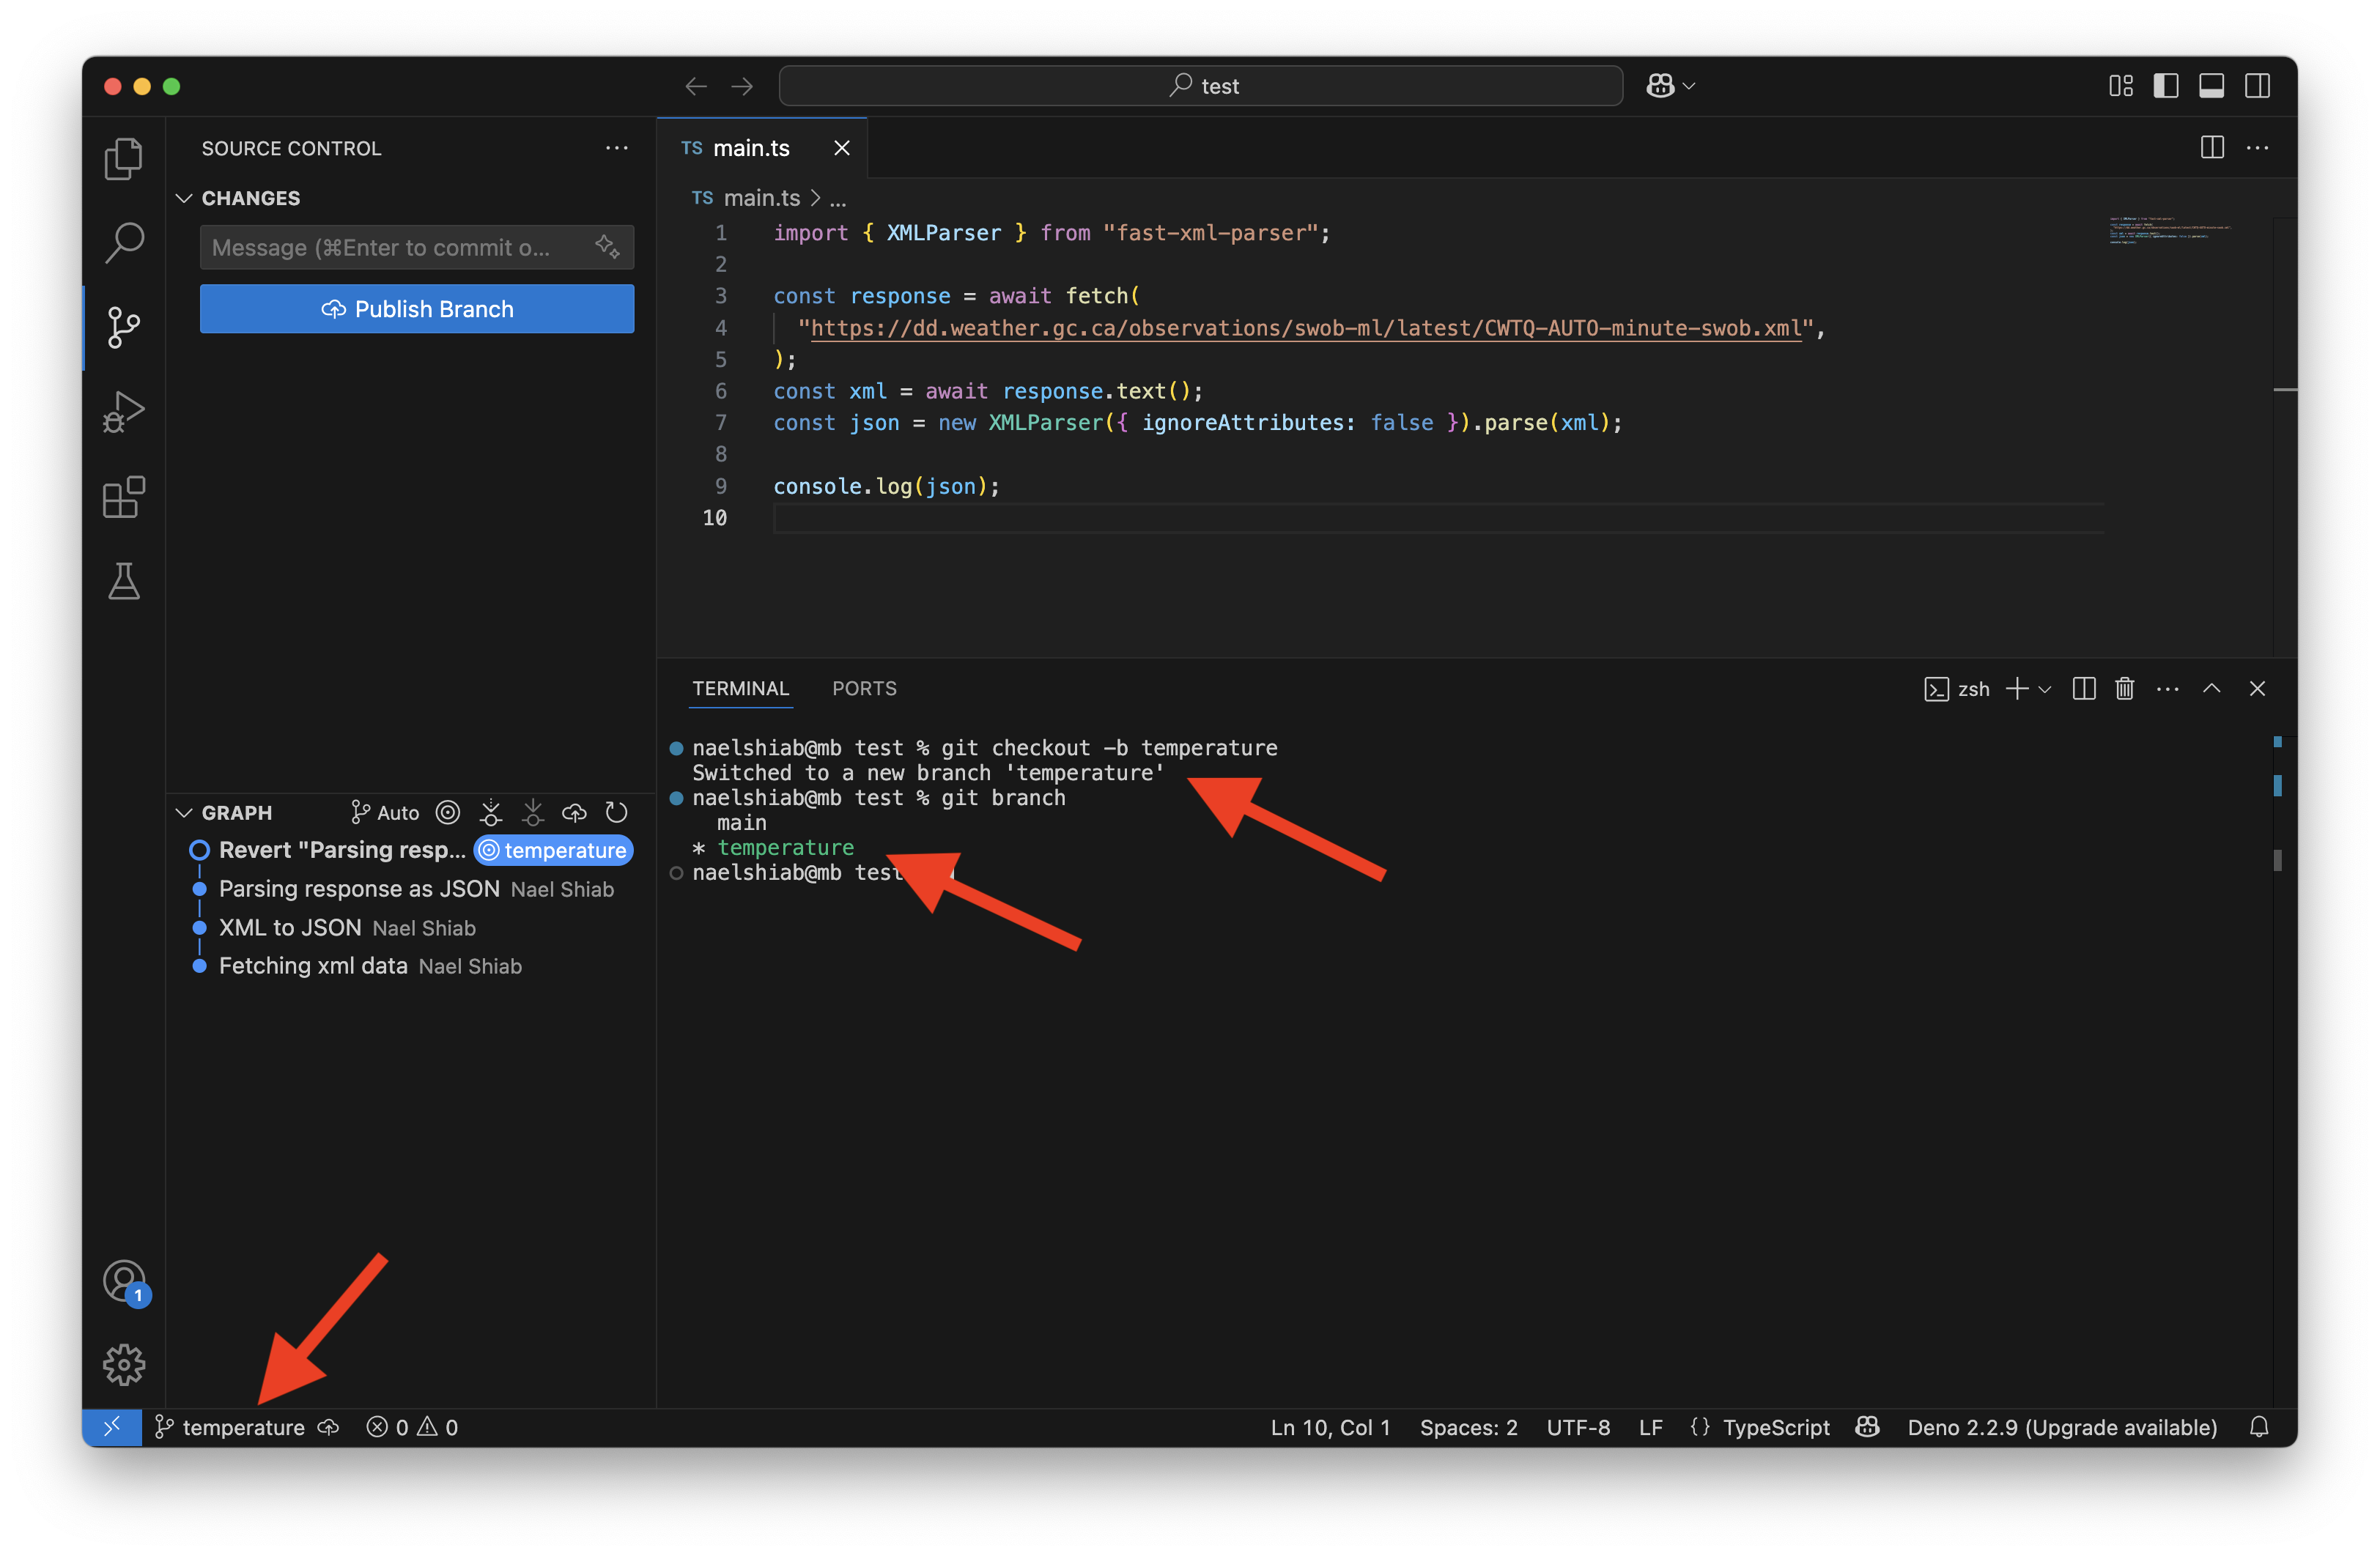 test
SOURCE CONTROL
CHANGES
Message (⌘Enter to commit o...
Publish Branch
TS main.ts
TS main.ts > ...
1 import { XMLParser } from "fast-xml-parser";
2
3 const response = await fetch(
4 "https://dd.weather.gc.ca/observations/swob-ml/latest/CWTQ-AUTO-minute-swob.xml",
5 );
6 const xml = await response.text();
7 const json = new XMLParser({ ignoreAttributes: false }).parse(xml);
8
9 console.log(json);
10
TERMINAL PORTS
zsh
naelshiab@mb test % git checkout -b temperature
Switched to a new branch 'temperature'
naelshiab@mb test % git branch
main
* temperature
naelshiab@mb test
GRAPH Auto
Revert "Parsing resp... temperature
Parsing response as JSON Nael Shiab
XML to JSON Nael Shiab
Fetching xml data Nael Shiab
1
temperature 0 0
Ln 10, Col 1 Spaces: 2 UTF-8 LF {} TypeScript Deno 2.2.9 (Upgrade available)